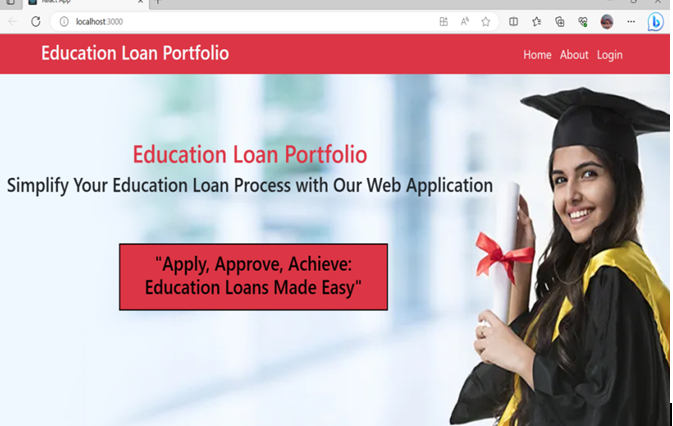 React App
localhost:3000
Education Loan Portfolio
Home About Login
Education Loan Portfolio
Simplify Your Education Loan Process with Our Web Application
"Apply, Approve, Achieve:
Education Loans Made Easy"